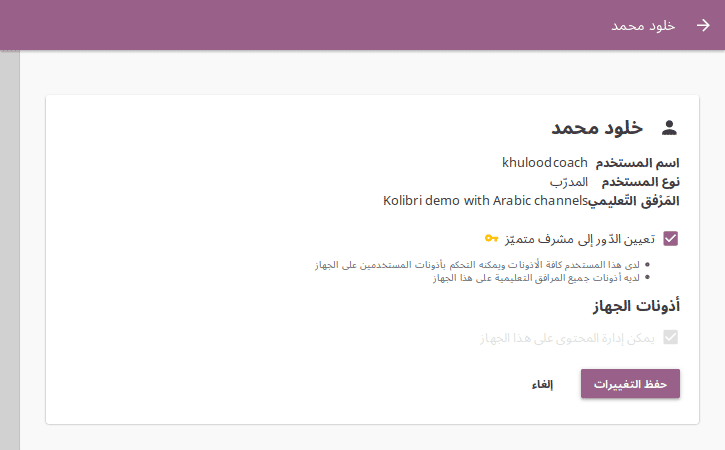 خلود محمد
خلود محمد
اسم المستخدم khuloodcoach
نوع المستخدم المدرّب
المَرْفق التّعليمي Kolibri demo with Arabic channels
تعيين الدّور إلى مشرف متميّز
لدى هذا المستخدم كافة الأذونات ويمكنه التحكم بأذونات المستخدمين على الجهاز
لديه أذونات جميع المرافق التعليمية على هذا الجهاز
أذونات الجهاز
يمكن إدارة المحتوى على هذا الجهاز
حفظ التغييرات إلغاء